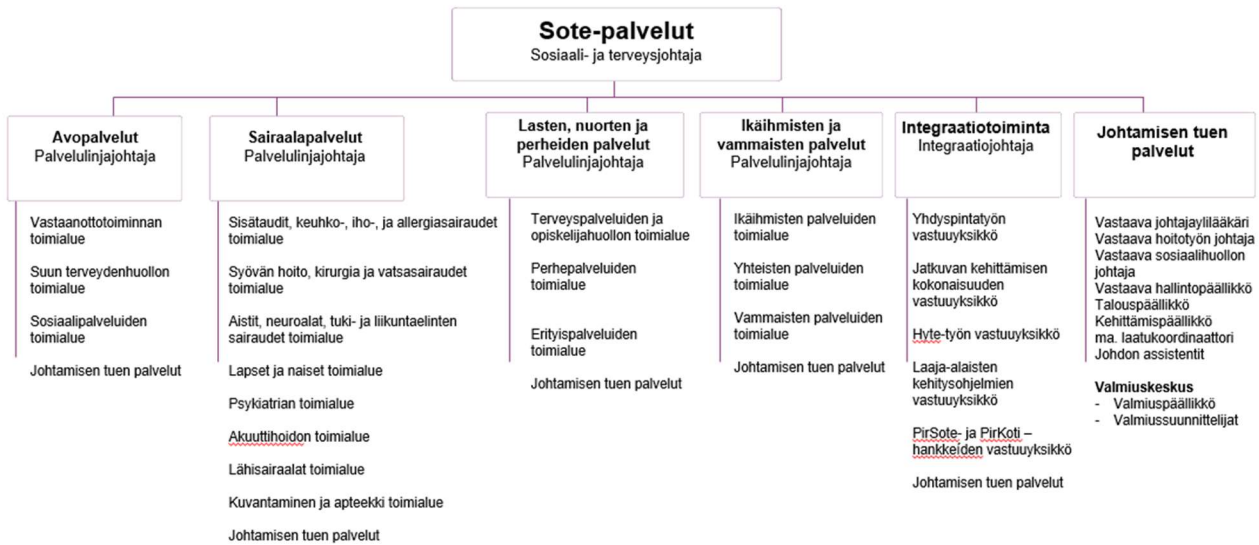 Sote-palvelut
Sosiaali- ja terveysjohtaja
Avopalvelut
Palvelulinjajohtaja
Vastaanottotoiminnan
toimialue
Suun terveydenhuollon
toimialue
Sosiaalipalveluiden
toimialue
Johtamisen tuen palvelut
Sairaalapalvelut
Palvelulinjajohtaja
Sisätaudit, keuhko-, iho-, ja allergiasairaudet
toimialue
Syövän hoito, kirurgia ja vatsasairaudet
toimialue
Aistit, neuroalat, tuki- ja liikuntaelinten
sairaudet toimialue
Lapset ja naiset toimialue
Psykiatrian toimialue
Akuuttihoidon toimialue
Lähisairaalat toimialue
Kuvantaminen ja apteekki toimialue
Johtamisen tuen palvelut
Lasten, nuorten ja
perheiden palvelut
Palvelulinjajohtaja
Terveyspalveluiden ja
opiskelijahuollon toimialue
Perhepalveluiden
toimialue
Erityispalveluiden
toimialue
Johtamisen tuen palvelut
Ikäihmisten ja
vammaisten palvelut
Palvelulinjajohtaja
Ikäihmisten palveluiden
toimialue
Yhteisten palveluiden
toimialue
Vammaisten palveluiden
toimialue
Johtamisen tuen palvelut
Integraatiotoiminta
Integraatiojohtaja
Yhdyspintatyön
vastuuyksikkö
Jatkuvan kehittämisen
kokonaisuuden
vastuuyksikkö
Hyte-työn vastuuyksikkö
Laaja-alaisten
kehitysohjelmien
vastuuyksikkö
PirSote- ja PirKoti –
hankkeiden vastuuyksikkö
Johtamisen tuen palvelut
Johtamisen tuen
palvelut
Vastaava johtajaylilääkäri
Vastaava hoitotyön johtaja
Vastaava sosiaalihuollon
johtaja
Vastaava hallintopäällikkö
Talouspäällikkö
Kehittämispäällikkö
ma. laatukoordinaattori
Johdon assistentit
Valmiuskeskus
- Valmiuspäällikkö
- Valmiussuunnittelijat